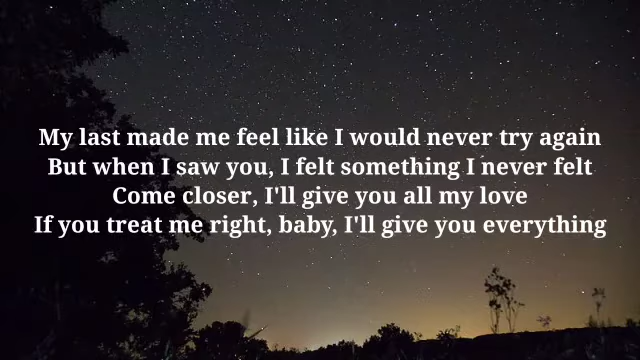 My last made me feel like I would never try again
But when I saw you, I felt something I never felt
Come closer, I'll give you all my love
If you treat me right, baby, I'll give you everything